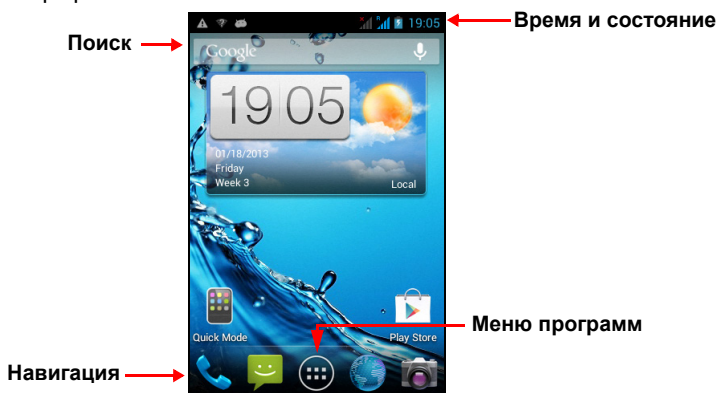 19:05
Время и состояние
Поиск
Google
19 05
01/18/2013
Friday
Week 3
Local
Quick Mode
Play Store
Меню программ
Навигация